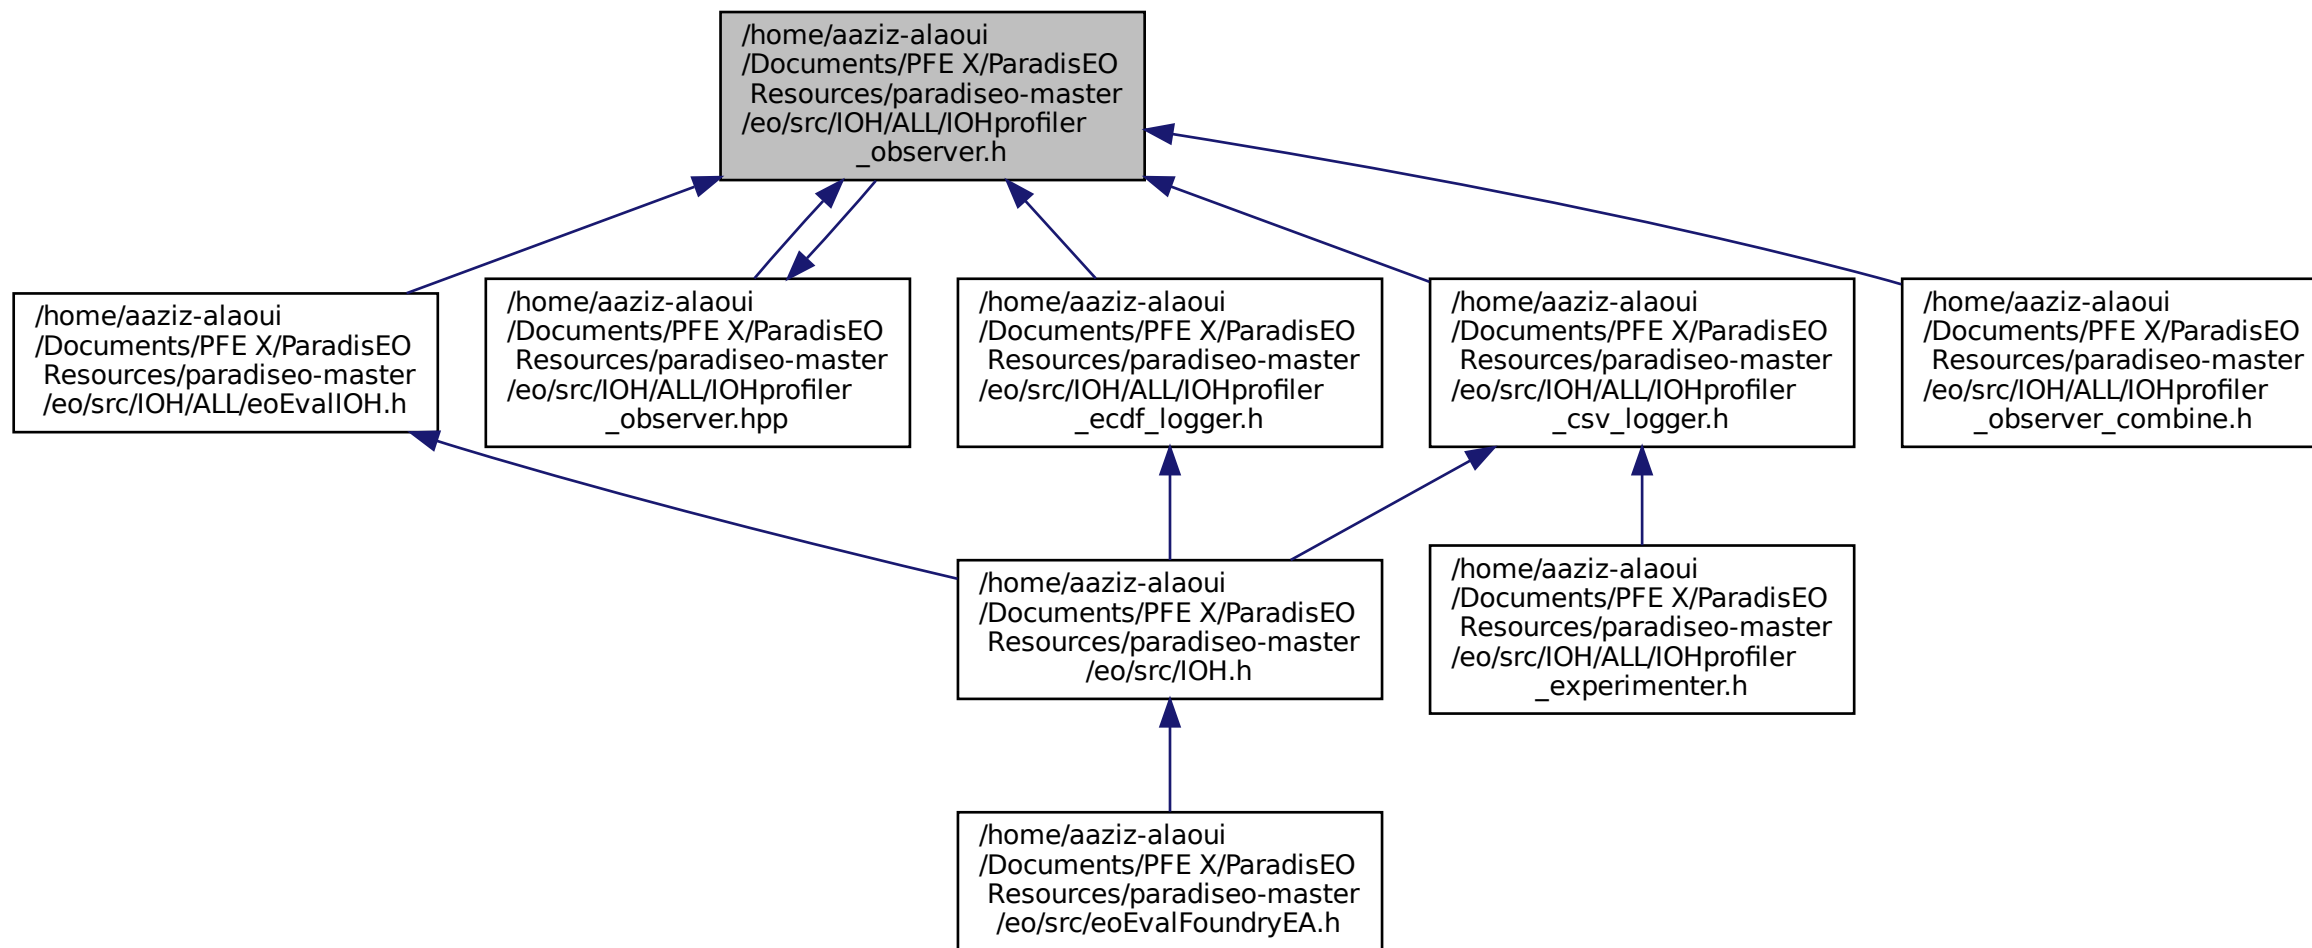 /home/aaziz-alaoui
/Documents/PFE X/ParadisEO
Resources/paradiseo-master
/eo/src/IOH/ALL/IOHprofiler
_observer.h
/home/aaziz-alaoui
/Documents/PFE X/ParadisEO
Resources/paradiseo-master
/eo/src/IOH/ALL/eoEvalIOH.h
/home/aaziz-alaoui
/Documents/PFE X/ParadisEO
Resources/paradiseo-master
/eo/src/IOH/ALL/IOHprofiler
_observer.hpp
/home/aaziz-alaoui
/Documents/PFE X/ParadisEO
Resources/paradiseo-master
/eo/src/IOH/ALL/IOHprofiler
_ecdf_logger.h
/home/aaziz-alaoui
/Documents/PFE X/ParadisEO
Resources/paradiseo-master
/eo/src/IOH/ALL/IOHprofiler
_csv_logger.h
/home/aaziz-alaoui
/Documents/PFE X/ParadisEO
Resources/paradiseo-master
/eo/src/IOH/ALL/IOHprofiler
_observer_combine.h
/home/aaziz-alaoui
/Documents/PFE X/ParadisEO
Resources/paradiseo-master
/eo/src/IOH.h
/home/aaziz-alaoui
/Documents/PFE X/ParadisEO
Resources/paradiseo-master
/eo/src/IOH/ALL/IOHprofiler
_experimenter.h
/home/aaziz-alaoui
/Documents/PFE X/ParadisEO
Resources/paradiseo-master
/eo/src/eoEvalFoundryEA.h